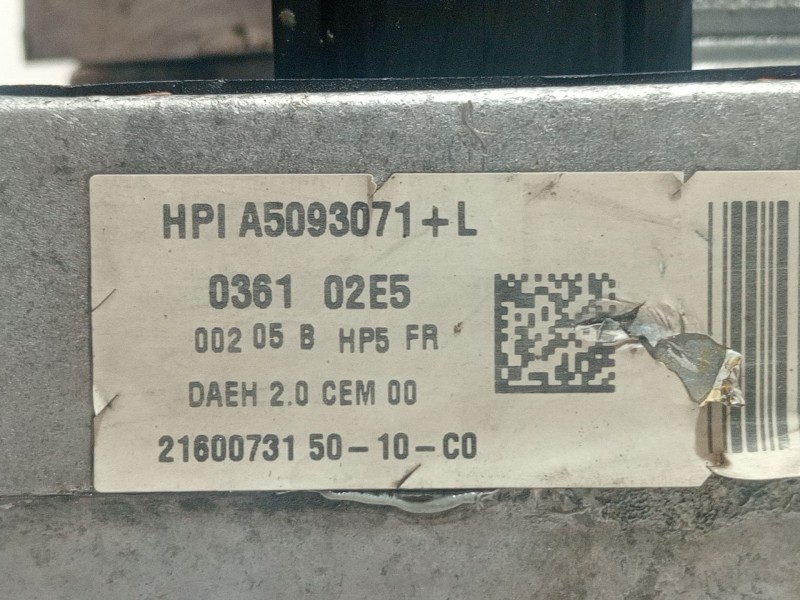 HPI A5093071+L
0361 02E5
002 05 B HP5 FR
DAEH 2.0 CEM 00
21600731 50-10-C0